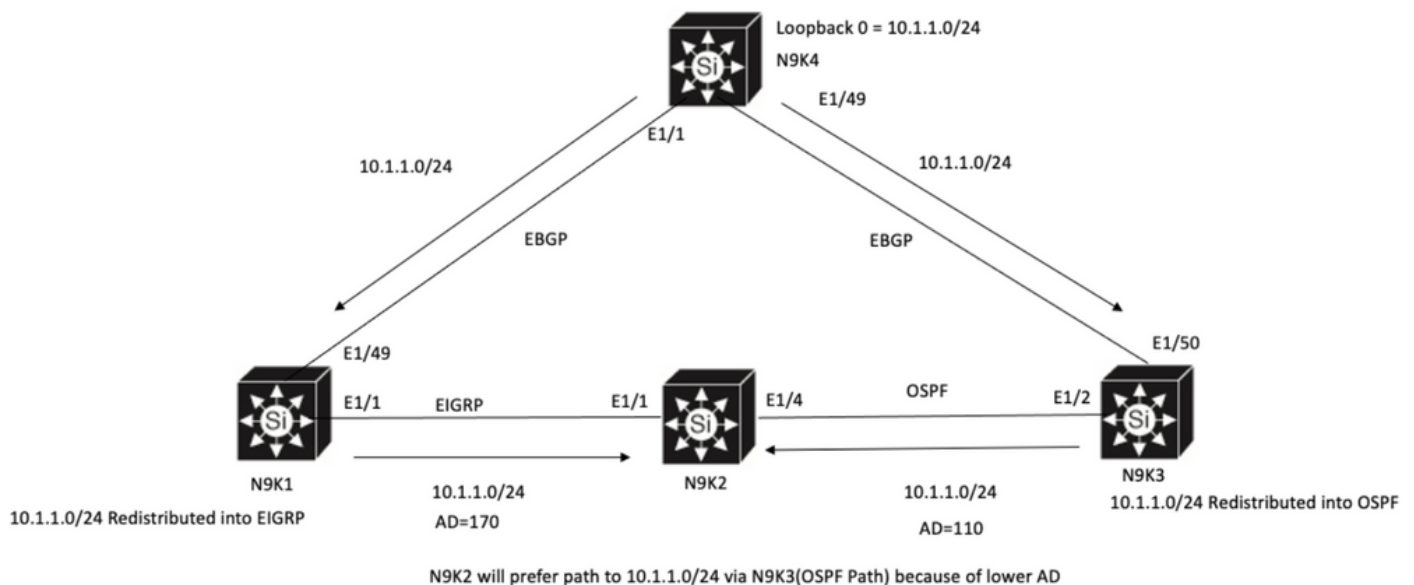 Loopback 0 = 10.1.1.0/24
Si
N9K4
E1/49
E1/1
10.1.1.0/24
10.1.1.0/24
EBGP
EBGP
E1/49
E1/50
E1/1
EIGRP
E1/1
E1/4
OSPF
E1/2
Si
Si
Si
N9K1
N9K2
N9K3
10.1.1.0/24
10.1.1.0/24
10.1.1.0/24 Redistributed into EIGRP
10.1.1.0/24 Redistributed into OSPF
AD=170
AD=110
N9K2 will prefer path to 10.1.1.0/24 via N9K3(OSPF Path) because of lower AD